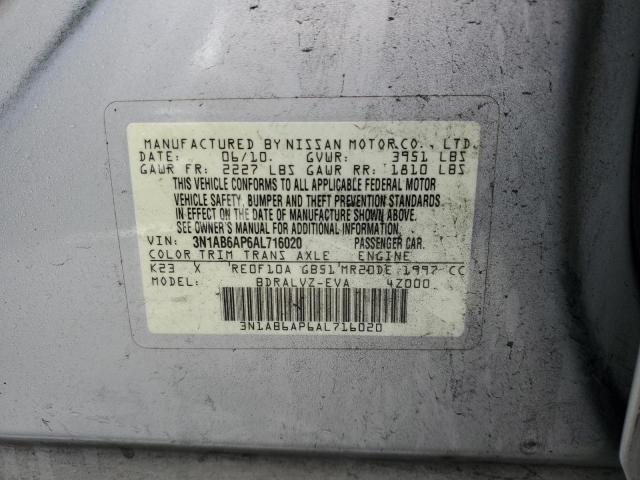 MANUFACTURED BY NISSAN MOTOR CO., LTD.
DATE: 06/10. GVWR: 3951 LBS
GAWR FR: 2227 LBS GAWR RR: 1810 LBS
THIS VEHICLE CONFORMS TO ALL APPLICABLE FEDERAL MOTOR
VEHICLE SAFETY, BUMPER AND THEFT PREVENTION STANDARDS
IN EFFECT ON THE DATE OF MANUFACTURE SHOWN ABOVE.
SEE OWNER'S MANUAL FOR ADDITIONAL INFORMATION.
VIN: 3N1AB6AP6AL716020 PASSENGER CAR.
COLOR TRIM TRANS AXLE ENGINE
K23 X RE0F10A GB51 MR20DE 1997 CC
MODEL: BDRALVZ-EVA 4Z000
3N1AB6AP6AL716020